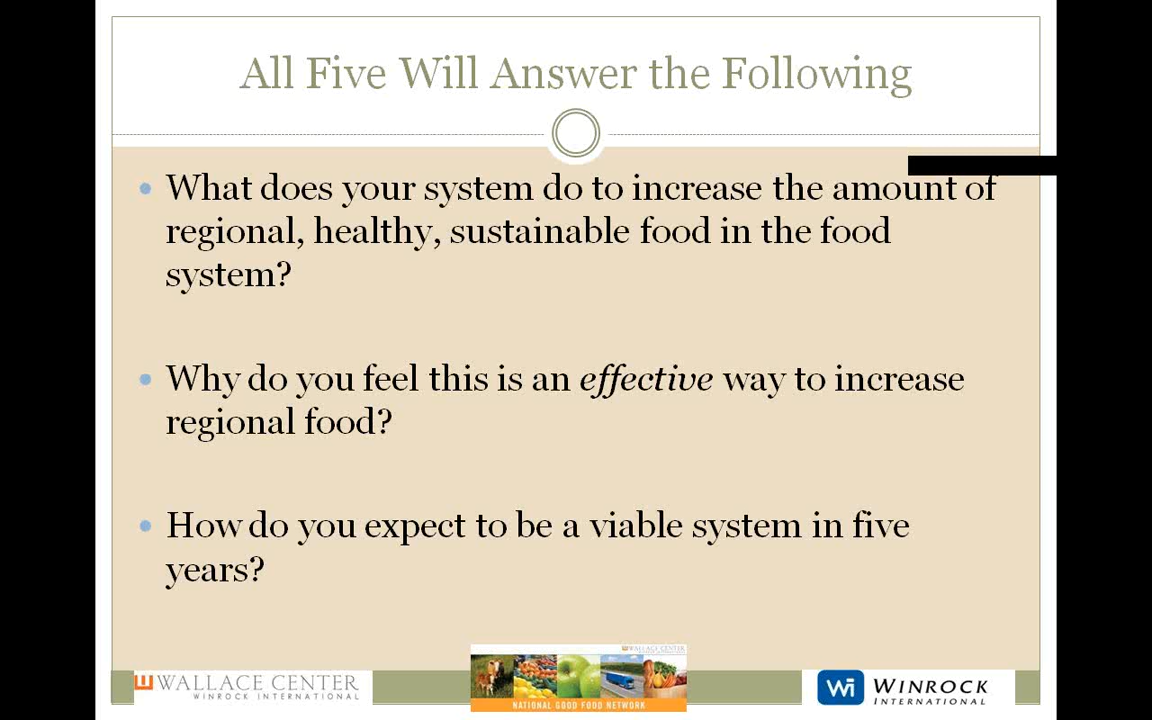 All Five Will Answer the Following
What does your system do to increase the amount of
regional, healthy, sustainable food in the food
system?
Why do you feel this is an effective way to increase
regional food?
How do you expect to be a viable system in five
years?
WALLACE CENTER
WALLACE CENTER
WINROCK INTERNATIONAL
NATIONAL GOOD FOOD NETWORK
Wi WINROCK
INTERNATIONAL